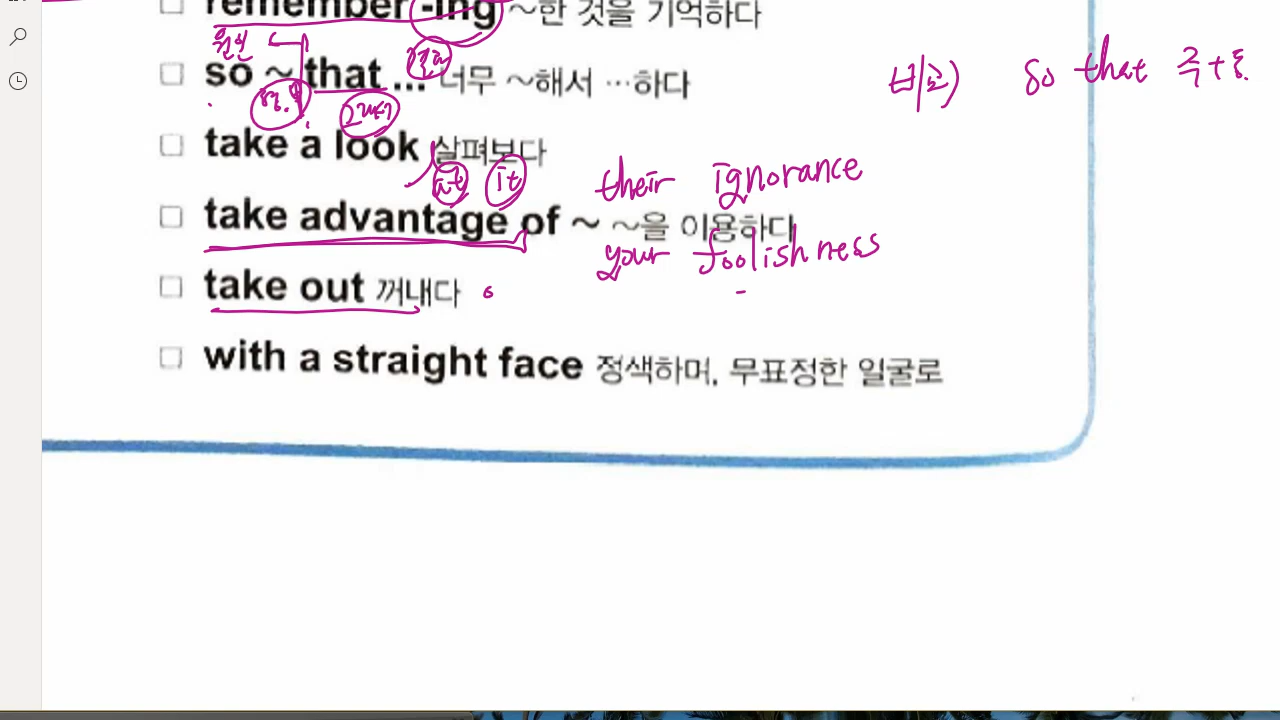 remember -ing ~한 것을 기억하다
원인 결과
so ~ that ... 너무 ~해서 …하다
비교) so that 주+동
형.부 그래서
take a look 살펴보다
at it their ignorance
take advantage of ~ ~을 이용하다
your foolishness
take out 꺼내다
with a straight face 정색하며, 무표정한 얼굴로